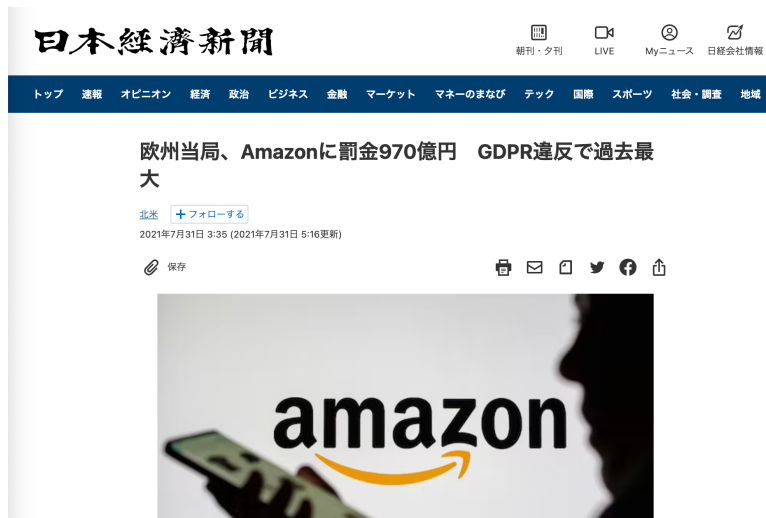 日本経済新聞
朝刊・夕刊 LIVE Myニュース 日経会社情報
トップ 速報 オピニオン 経済 政治 ビジネス 金融 マーケット マネーのまなび テック 国際 スポーツ 社会・調査 地域
欧州当局、Amazonに罰金970億円　GDPR違反で過去最
大
北米 フォローする
2021年7月31日 3:35 (2021年7月31日 5:16更新)
保存
amazon